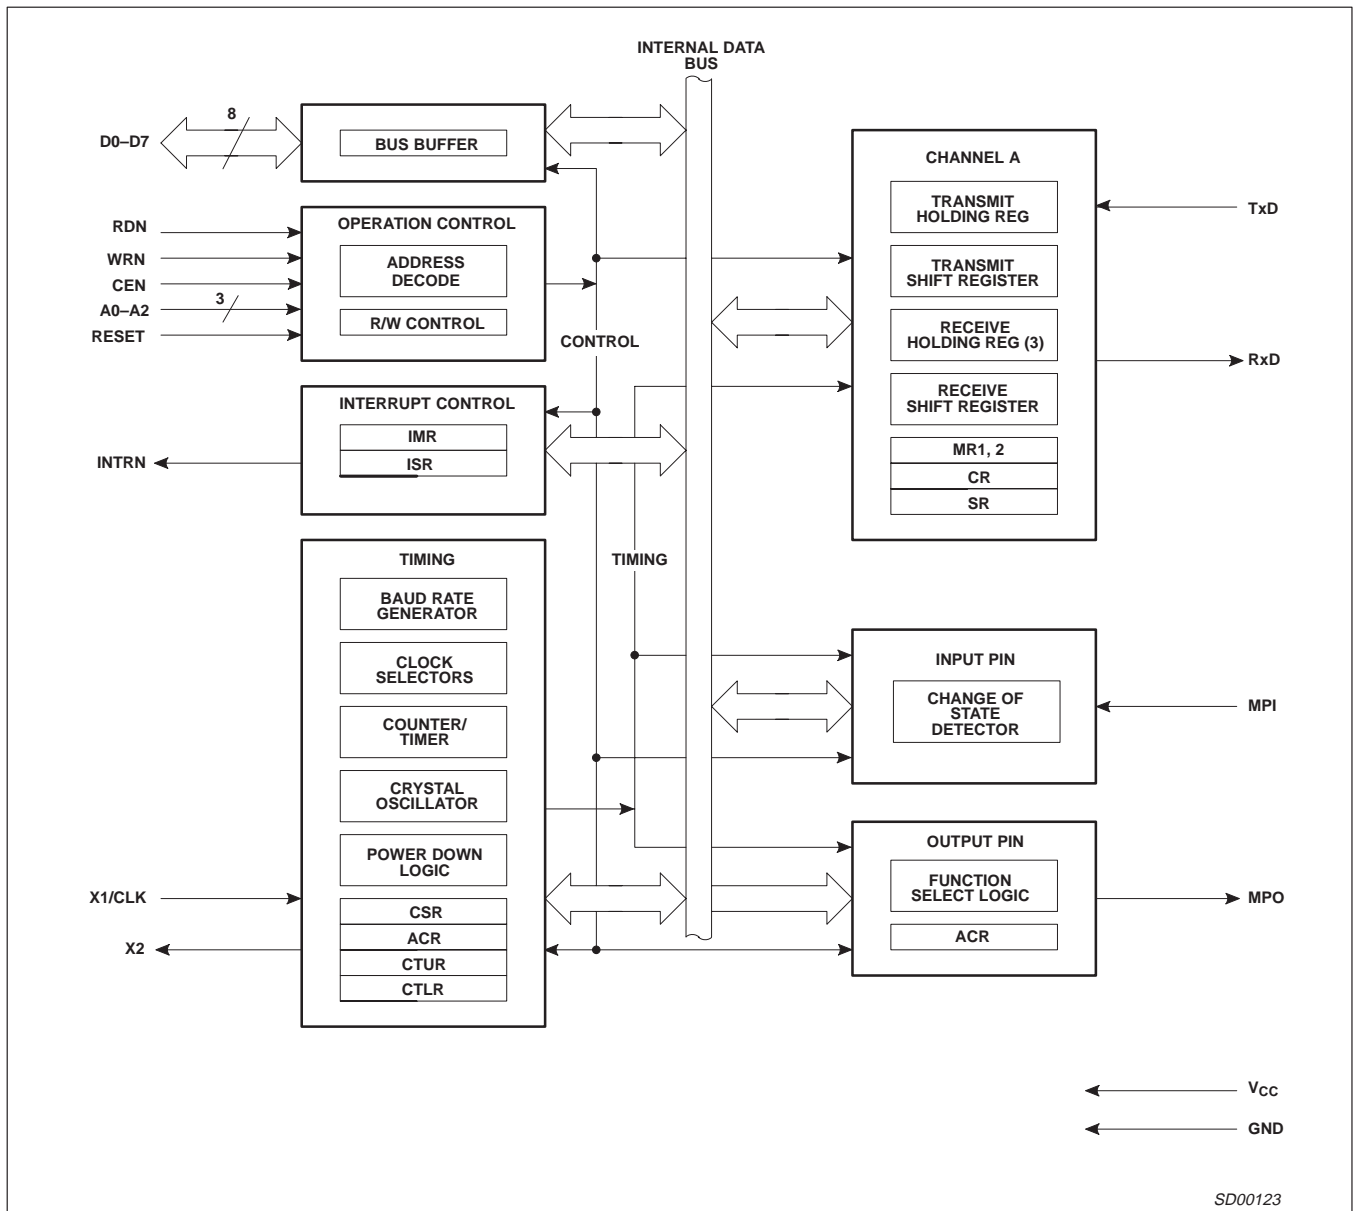 INTERNAL DATA
BUS
8
D0–D7
BUS BUFFER
RDN
WRN
CEN
A0–A2
3
RESET
OPERATION CONTROL
ADDRESS
DECODE
R/W CONTROL
CONTROL
INTERRUPT CONTROL
IMR
ISR
INTRN
TIMING
BAUD RATE
GENERATOR
CLOCK
SELECTORS
COUNTER/
TIMER
CRYSTAL
OSCILLATOR
POWER DOWN
LOGIC
CSR
ACR
CTUR
CTLR
X1/CLK
X2
TIMING
CHANNEL A
TRANSMIT
HOLDING REG
TRANSMIT
SHIFT REGISTER
RECEIVE
HOLDING REG (3)
RECEIVE
SHIFT REGISTER
MR1, 2
CR
SR
TxD
RxD
INPUT PIN
CHANGE OF
STATE
DETECTOR
MPI
OUTPUT PIN
FUNCTION
SELECT LOGIC
ACR
MPO
VCC
GND
SD00123